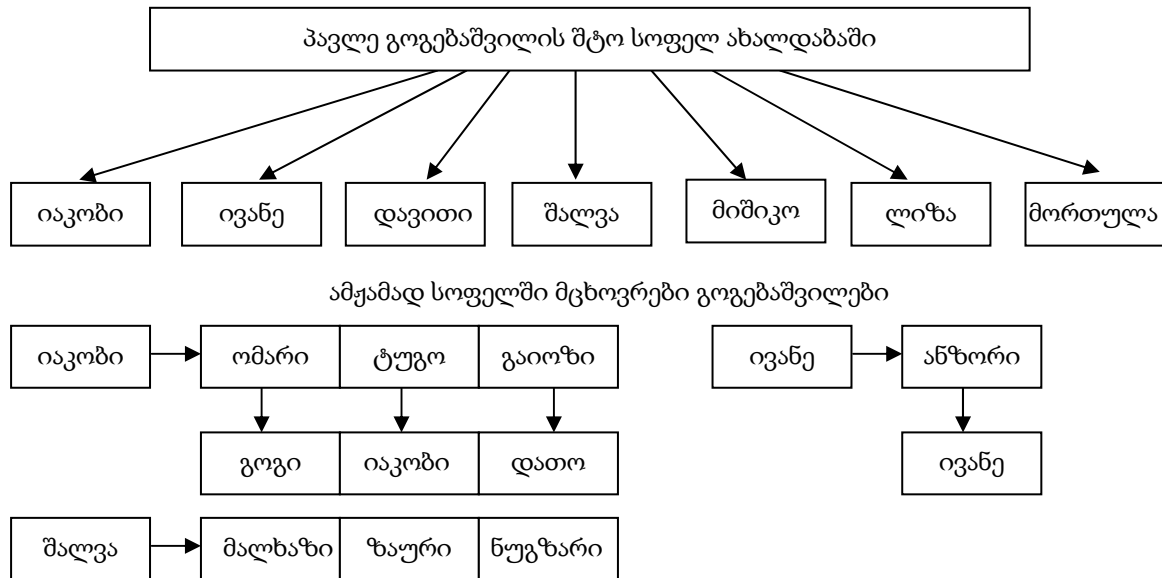 პავლე გოგებაშვილის შტო სოფელ ახალდაბაში
იაკობი ივანე დავითი შალვა მიშიკო ლიზა მორთულა
ამჟამად სოფელში მცხოვრები გოგებაშვილები
იაკობი ომარი ტუგო გაიოზი ივანე ანზორი
გოგი იაკობი დათო ივანე
შალვა მალხაზი ზაური ნუგზარი